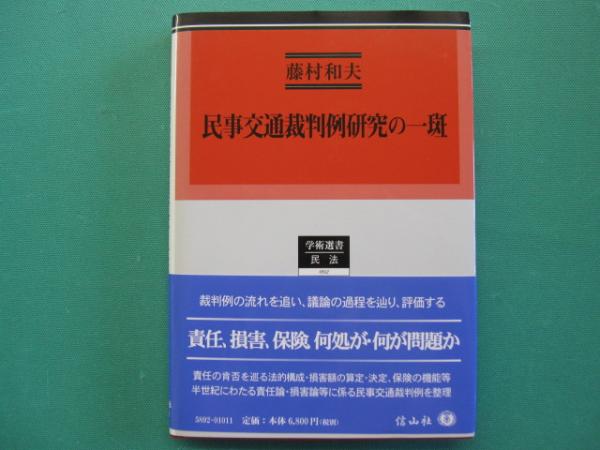 藤村和夫
民事交通裁判例研究の一斑
学術選書
民法
裁判例の流れを追い、議論の過程を辿り、評価する
責任、損害、保険、何処が・何が問題か
責任の肯否を巡る法的構成・損害額の算定・決定、保険の機能等
半世紀にわたる責任論・損害論等に係る民事交通裁判例を整理
5892-01011 定価：本体6,800円（税別）
信山社